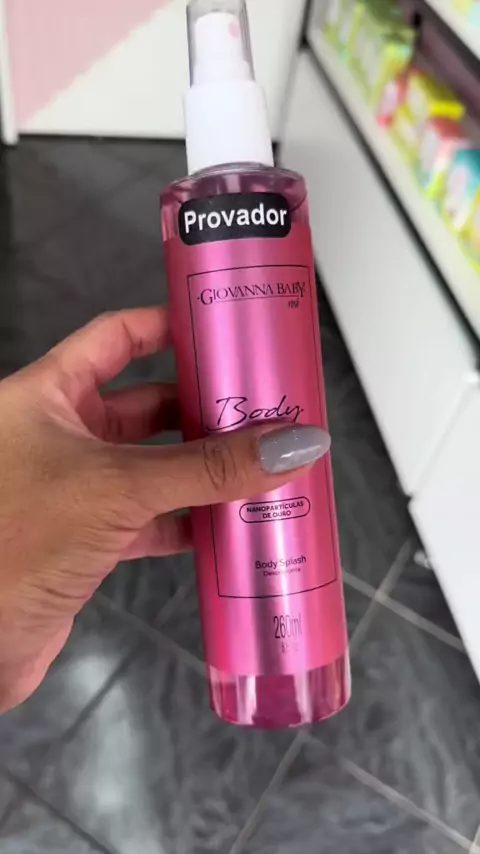 Provador
GIOVANNA BABY
Body
NANOPARTÍCULAS
DE OURO
Body Splash
260ml